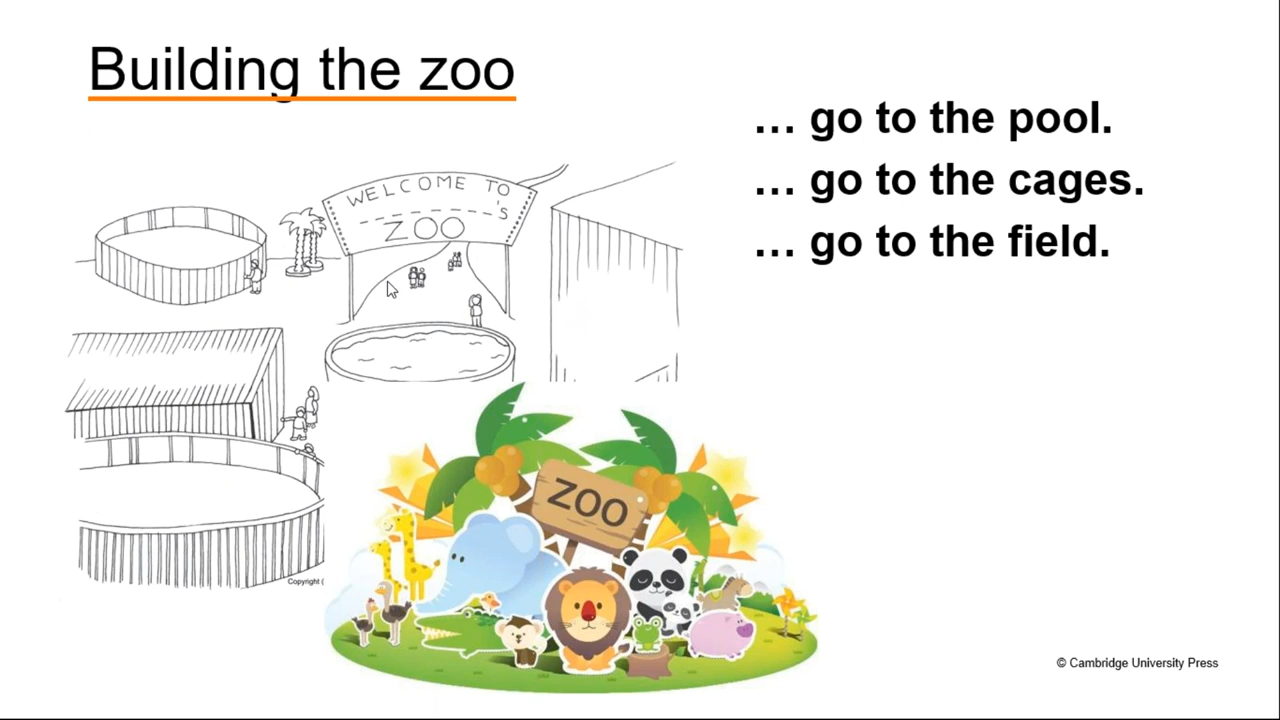 Building the zoo
... go to the pool.
... go to the cages.
... go to the field.
WELCOME TO
_ _ _ _ _ _ _ _ _ _ 's
ZOO
ZOO
Copyright (
© Cambridge University Press